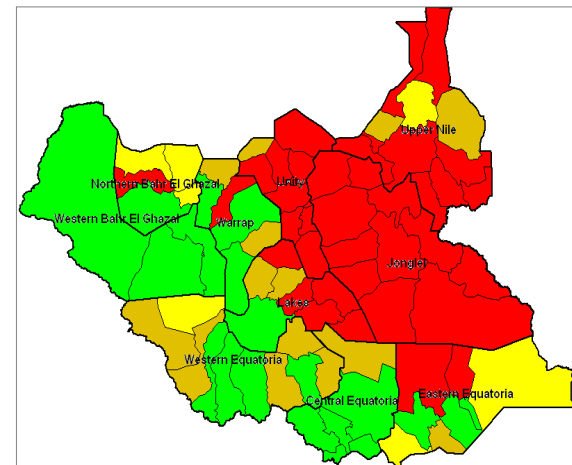 Upper Nile
Northern Bahr El Ghazal
Unity
Western Bahr El Ghazal
Warrap
Jonglei
Lakes
Western Equatoria
Central Equatoria
Eastern Equatoria